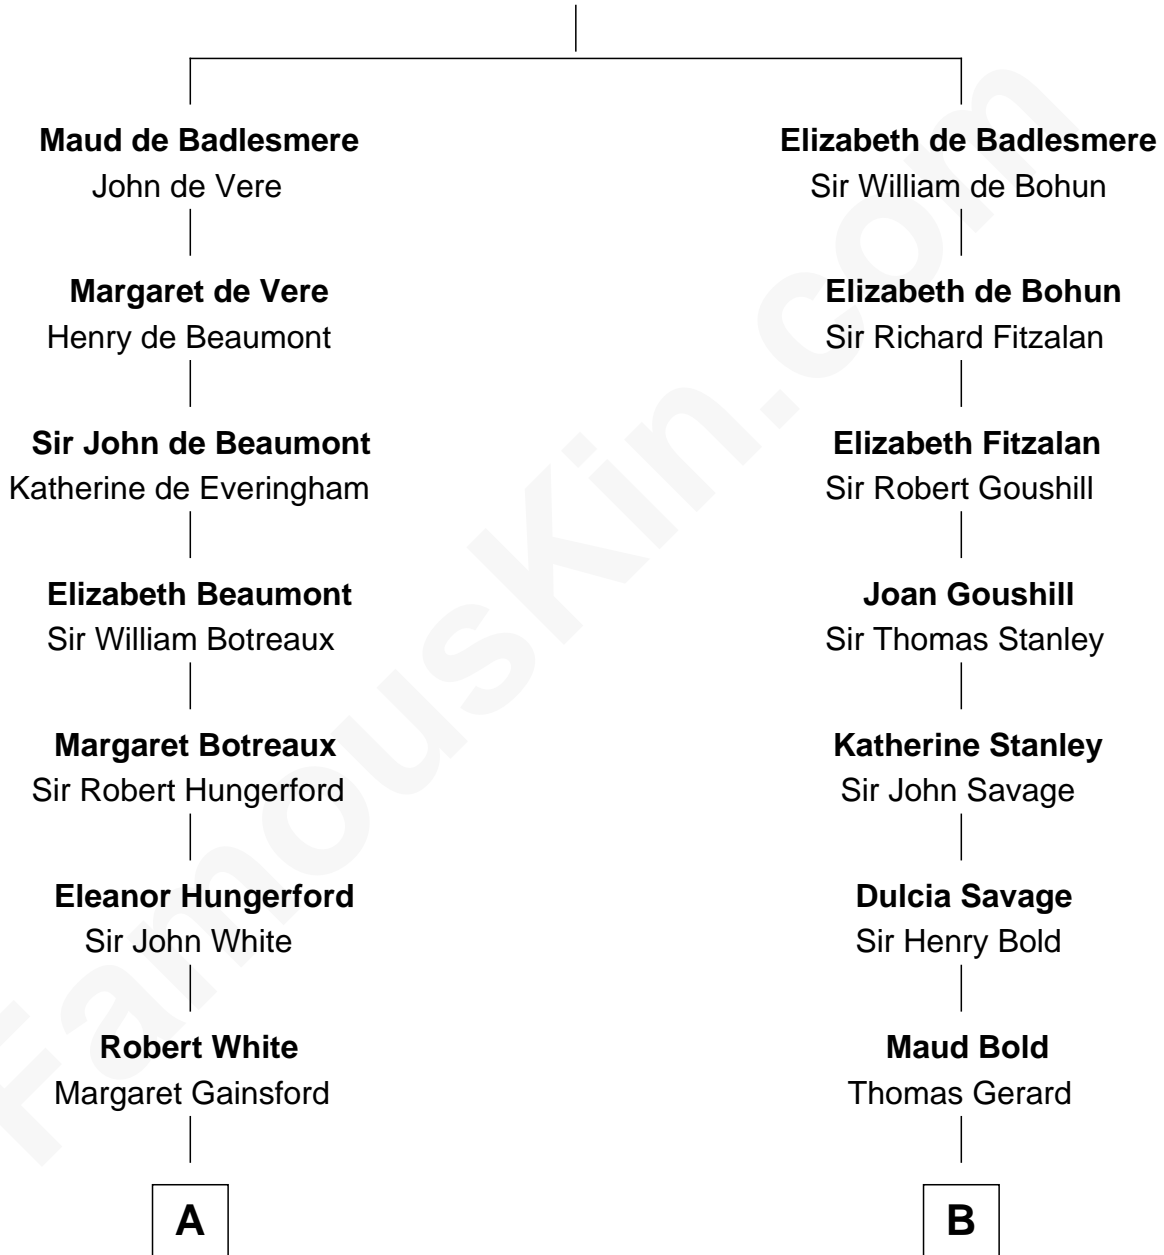 Maud de Badlesmere
John de Vere
Elizabeth de Badlesmere
Sir William de Bohun
Margaret de Vere
Henry de Beaumont
Elizabeth de Bohun
Sir Richard Fitzalan
Sir John de Beaumont
Katherine de Everingham
Elizabeth Fitzalan
Sir Robert Goushill
Elizabeth Beaumont
Sir William Botreaux
Joan Goushill
Sir Thomas Stanley
Margaret Botreaux
Sir Robert Hungerford
Katherine Stanley
Sir John Savage
Eleanor Hungerford
Sir John White
Dulcia Savage
Sir Henry Bold
Robert White
Margaret Gainsford
Maud Bold
Thomas Gerard
A
B
FamousKin.com